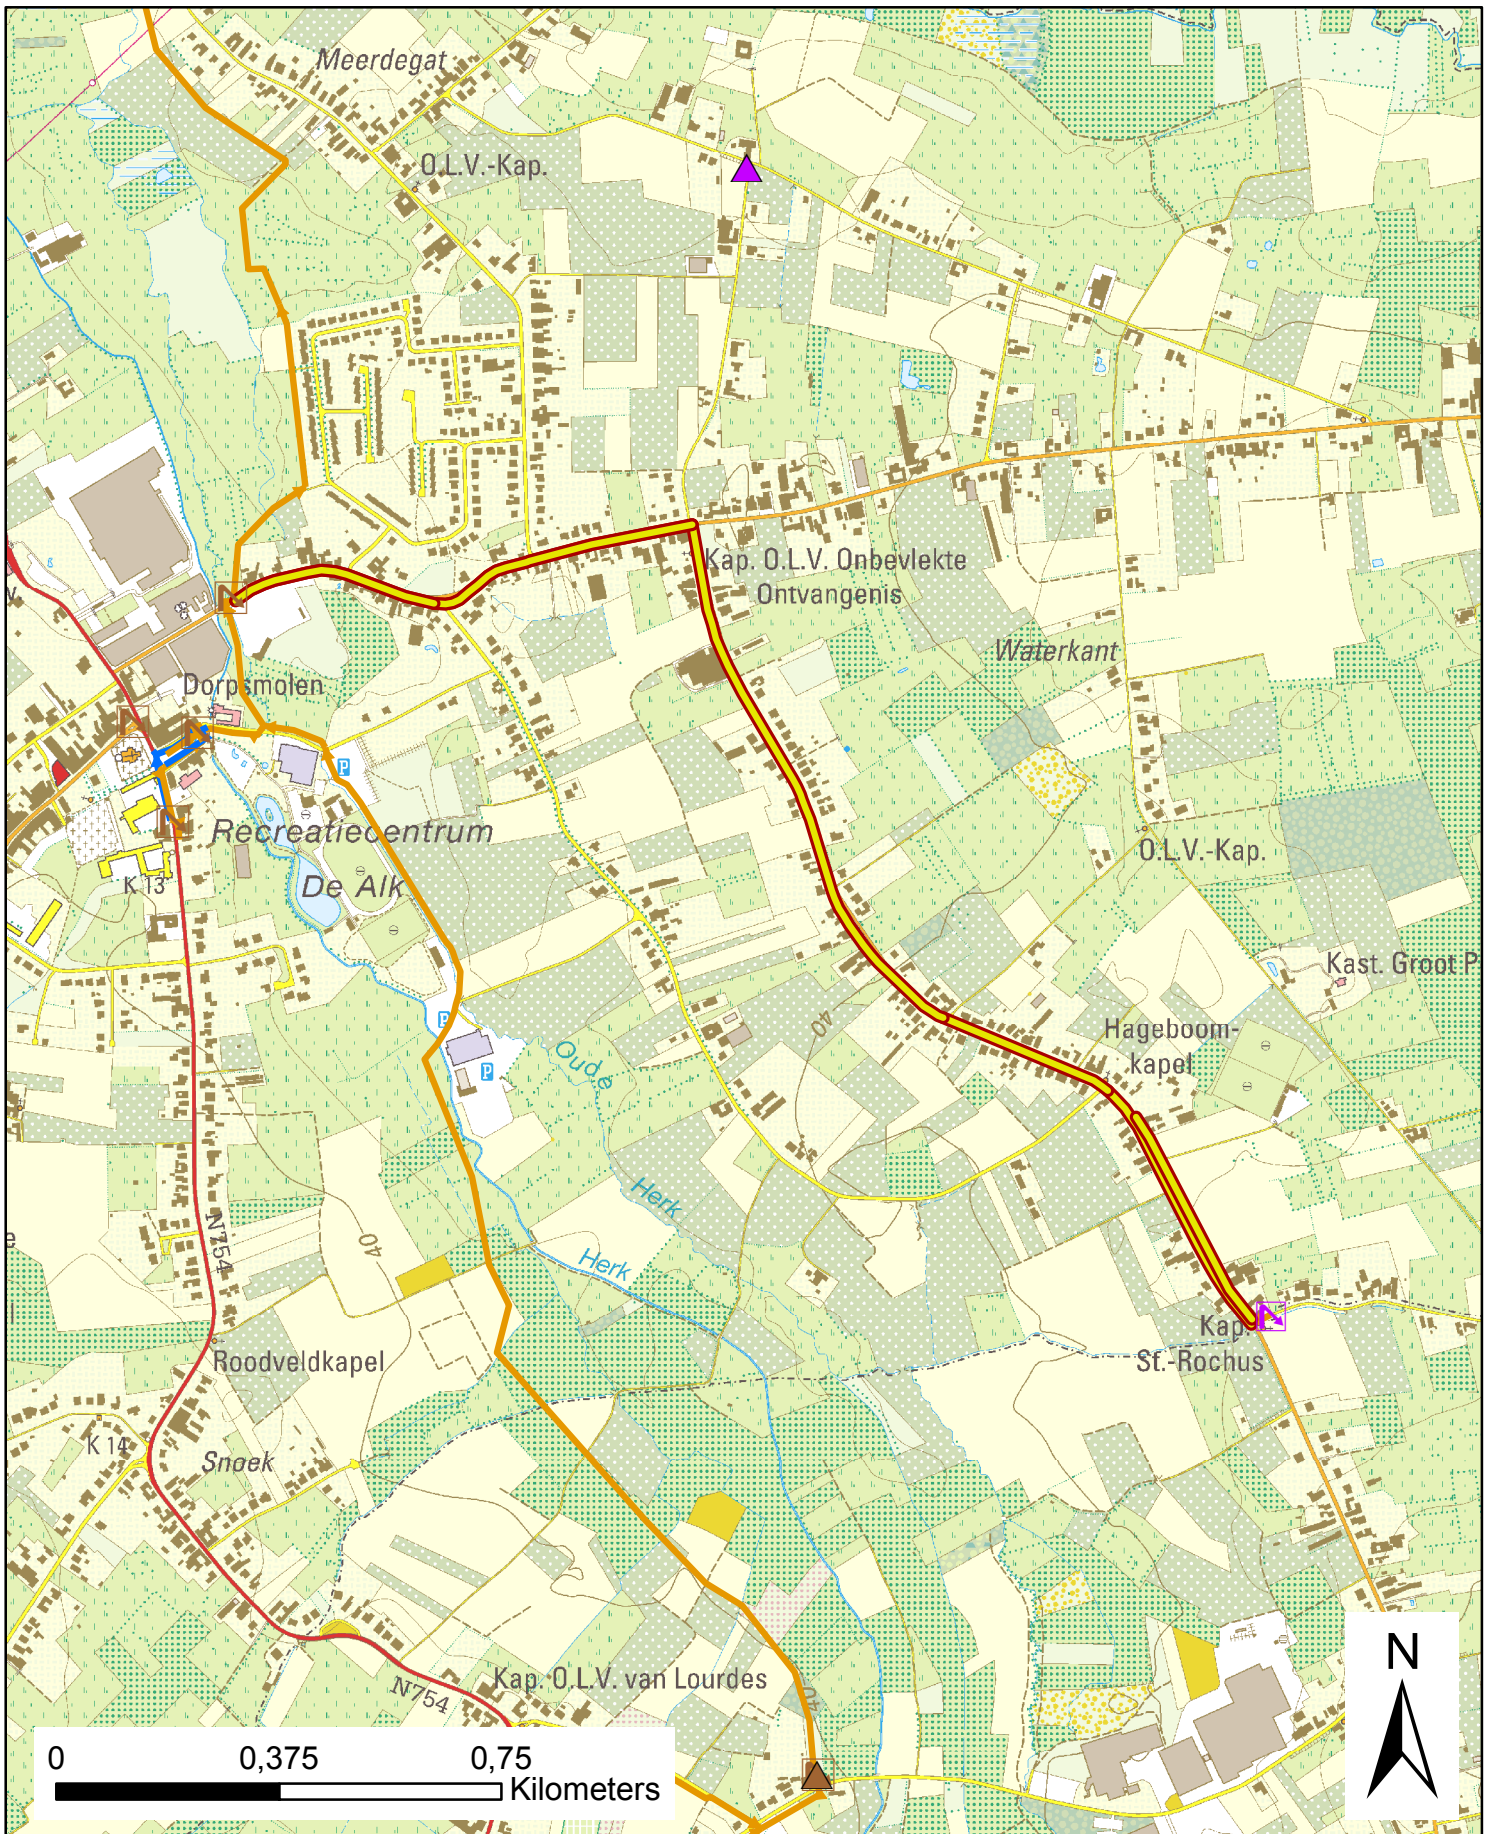 Meerdegat
O.L.V.-Kap.
Kap. O.L.V. Onbevlekte
Ontvangenis
Waterkant
Dorpsmolen
P
Recreatiecentrum
De Alk
K 13
O.L.V.-Kap.
Kast. Groot P
40
Hageboom-
kapel
P
P
Oude
Herk
Herk
N754
40
Kap.
St.-Rochus
Roodveldkapel
K 14
Snoek
Kap. O.L.V. van Lourdes
N754
40
N
0 0,375 0,75
Kilometers